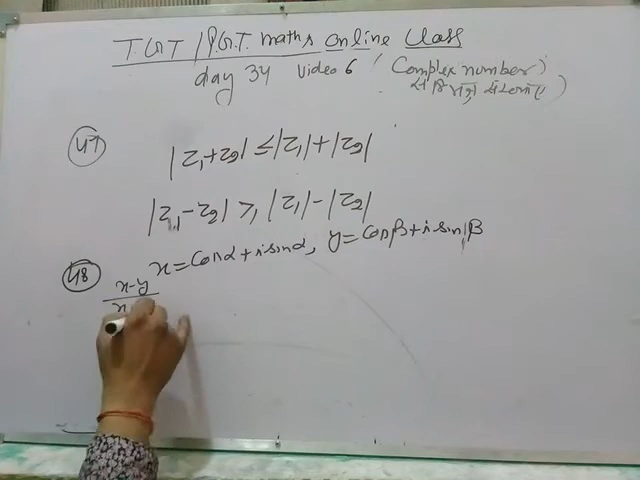 T.G.T / P.G.T. maths online Class
day 34 video 6 ( Complex number )
सम्मिश्र संख्याएं )
47
|z₁+z₂| ≤ |z₁|+|z₂|
|z₁-z₂| ≥ |z₁|-|z₂|
48 x=cosα+i sinα, y=cosβ+i sinβ
x-y
x